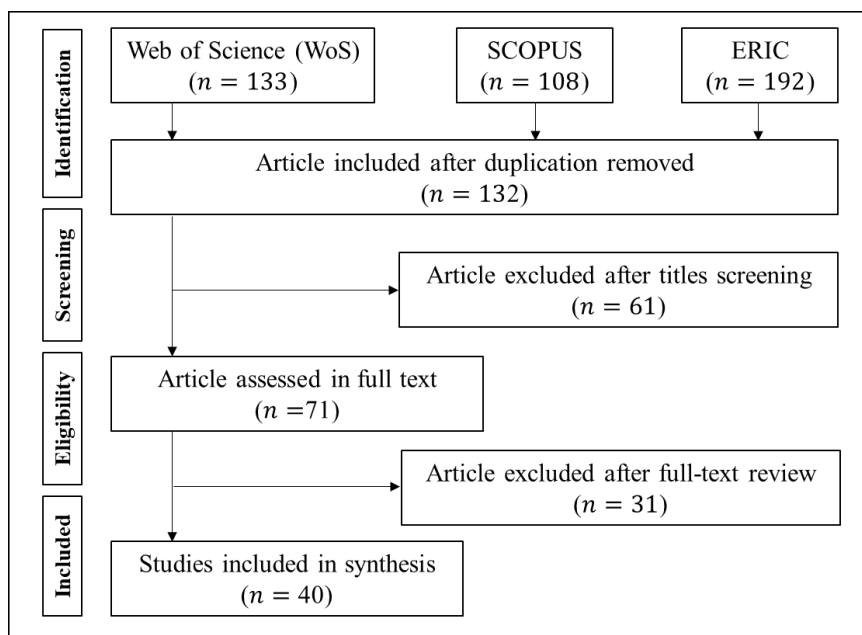 Identification
Web of Science (WoS)
(n = 133)
SCOPUS
(n = 108)
ERIC
(n = 192)
Article included after duplication removed
(n = 132)
Screening
Article excluded after titles screening
(n = 61)
Eligibility
Article assessed in full text
(n =71)
Article excluded after full-text review
(n = 31)
Included
Studies included in synthesis
(n = 40)